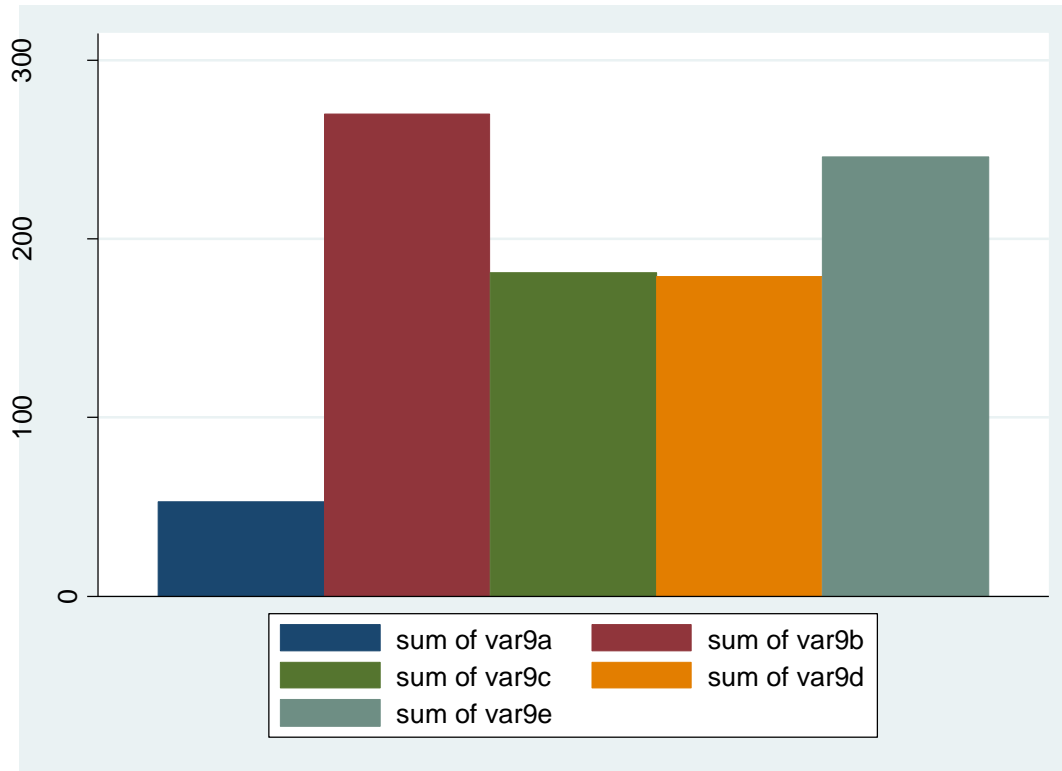 300
200
100
0
sum of var9a sum of var9b
sum of var9c sum of var9d
sum of var9e